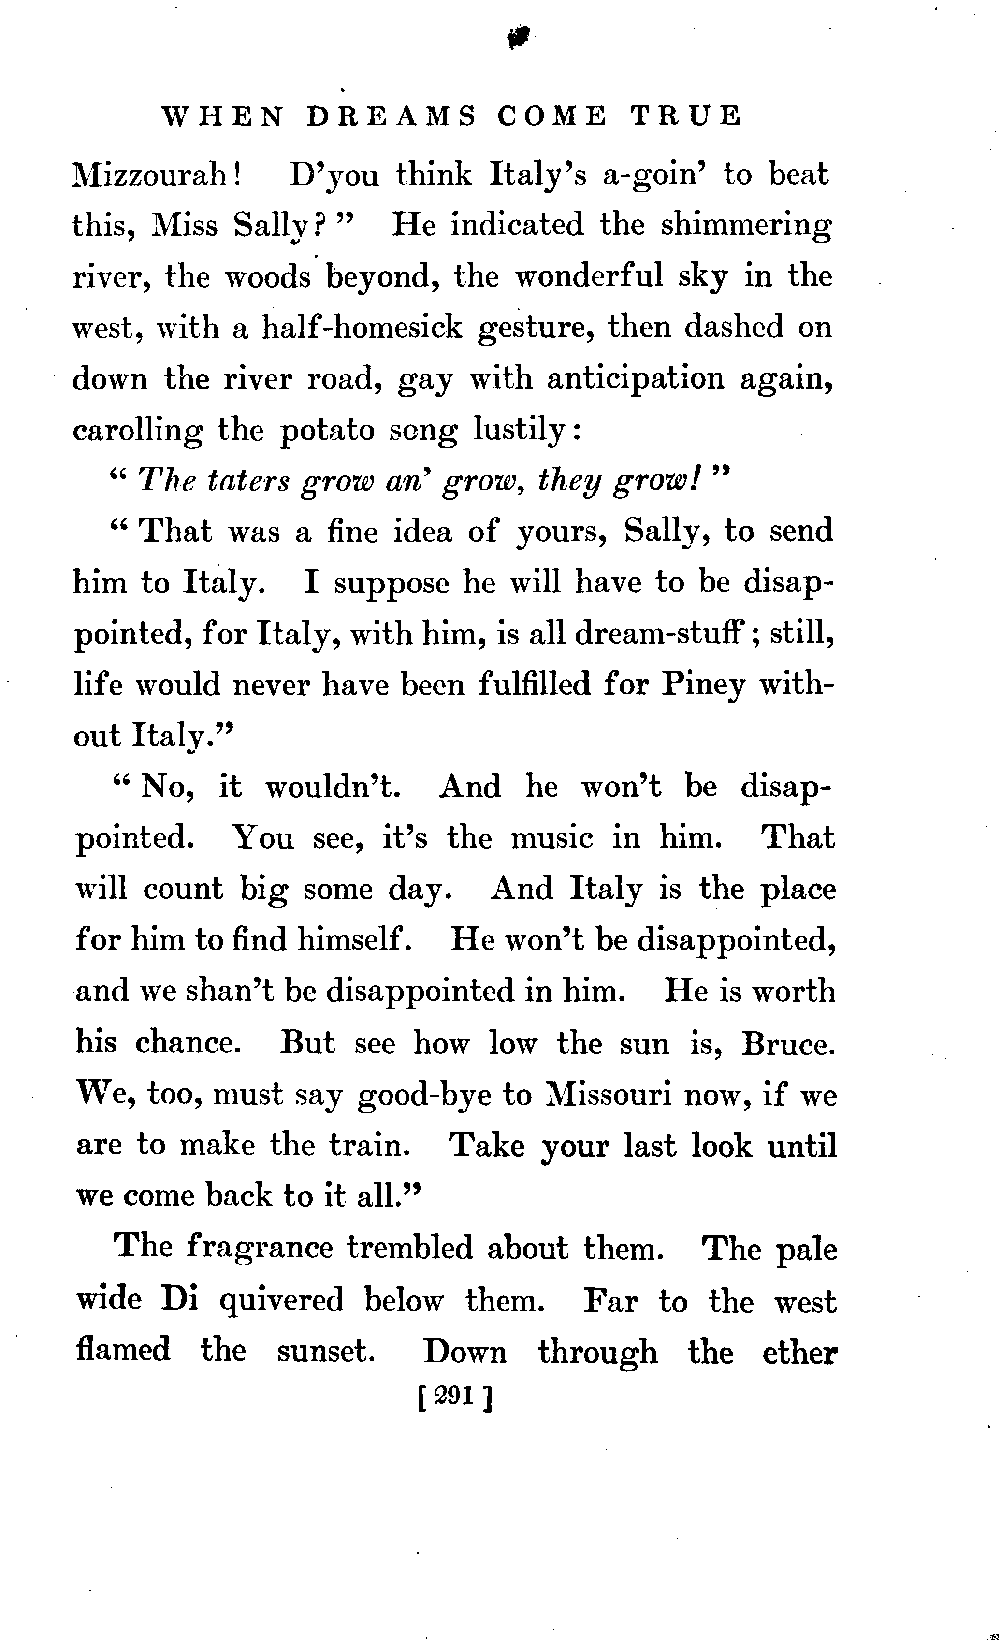 WHEN DREAMS COME TRUE
Mizzourah! D'you think Italy's a-goin' to beat
this, Miss Sally?" He indicated the shimmering
river, the woods beyond, the wonderful sky in the
west, with a half-homesick gesture, then dashed on
down the river road, gay with anticipation again,
carolling the potato song lustily:
"The taters grow an' grow, they grow!"
"That was a fine idea of yours, Sally, to send
him to Italy. I suppose he will have to be disap-
pointed, for Italy, with him, is all dream-stuff; still,
life would never have been fulfilled for Piney with-
out Italy."
"No, it wouldn't. And he won't be disap-
pointed. You see, it's the music in him. That
will count big some day. And Italy is the place
for him to find himself. He won't be disappointed,
and we shan't be disappointed in him. He is worth
his chance. But see how low the sun is, Bruce.
We, too, must say good-bye to Missouri now, if we
are to make the train. Take your last look until
we come back to it all."
The fragrance trembled about them. The pale
wide Di quivered below them. Far to the west
flamed the sunset. Down through the ether
[291]